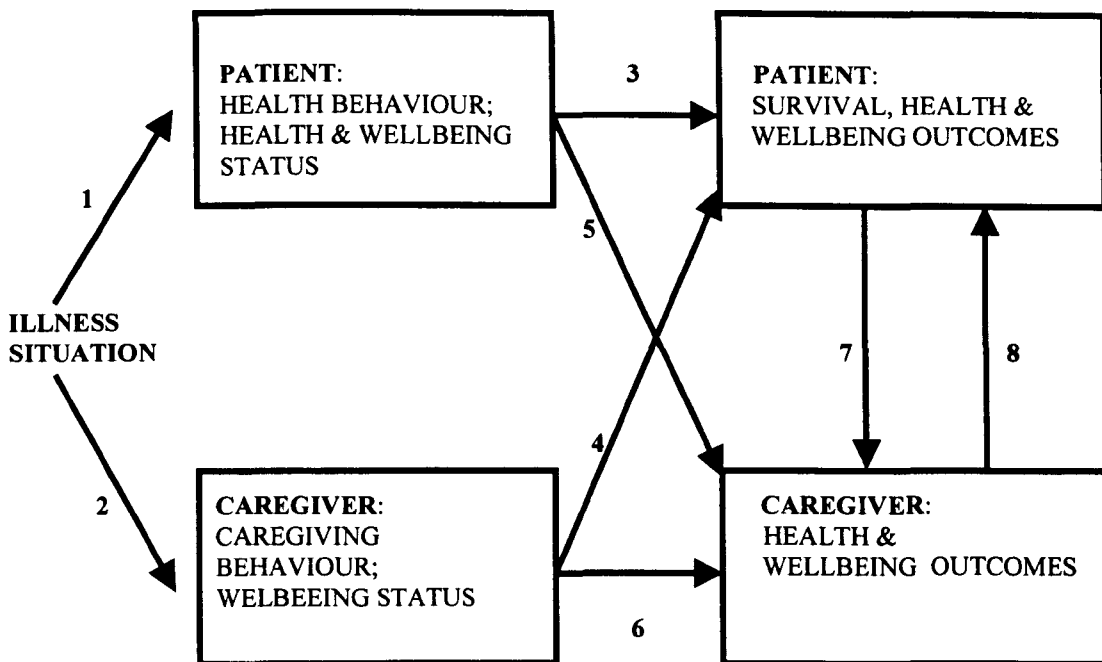 PATIENT:
HEALTH BEHAVIOUR;
HEALTH & WELLBEING
STATUS
3
PATIENT:
SURVIVAL, HEALTH &
WELLBEING OUTCOMES
1
5
ILLNESS
SITUATION
7
8
4
2
CAREGIVER:
CAREGIVING
BEHAVIOUR;
WELBEEING STATUS
6
CAREGIVER:
HEALTH &
WELLBEING OUTCOMES